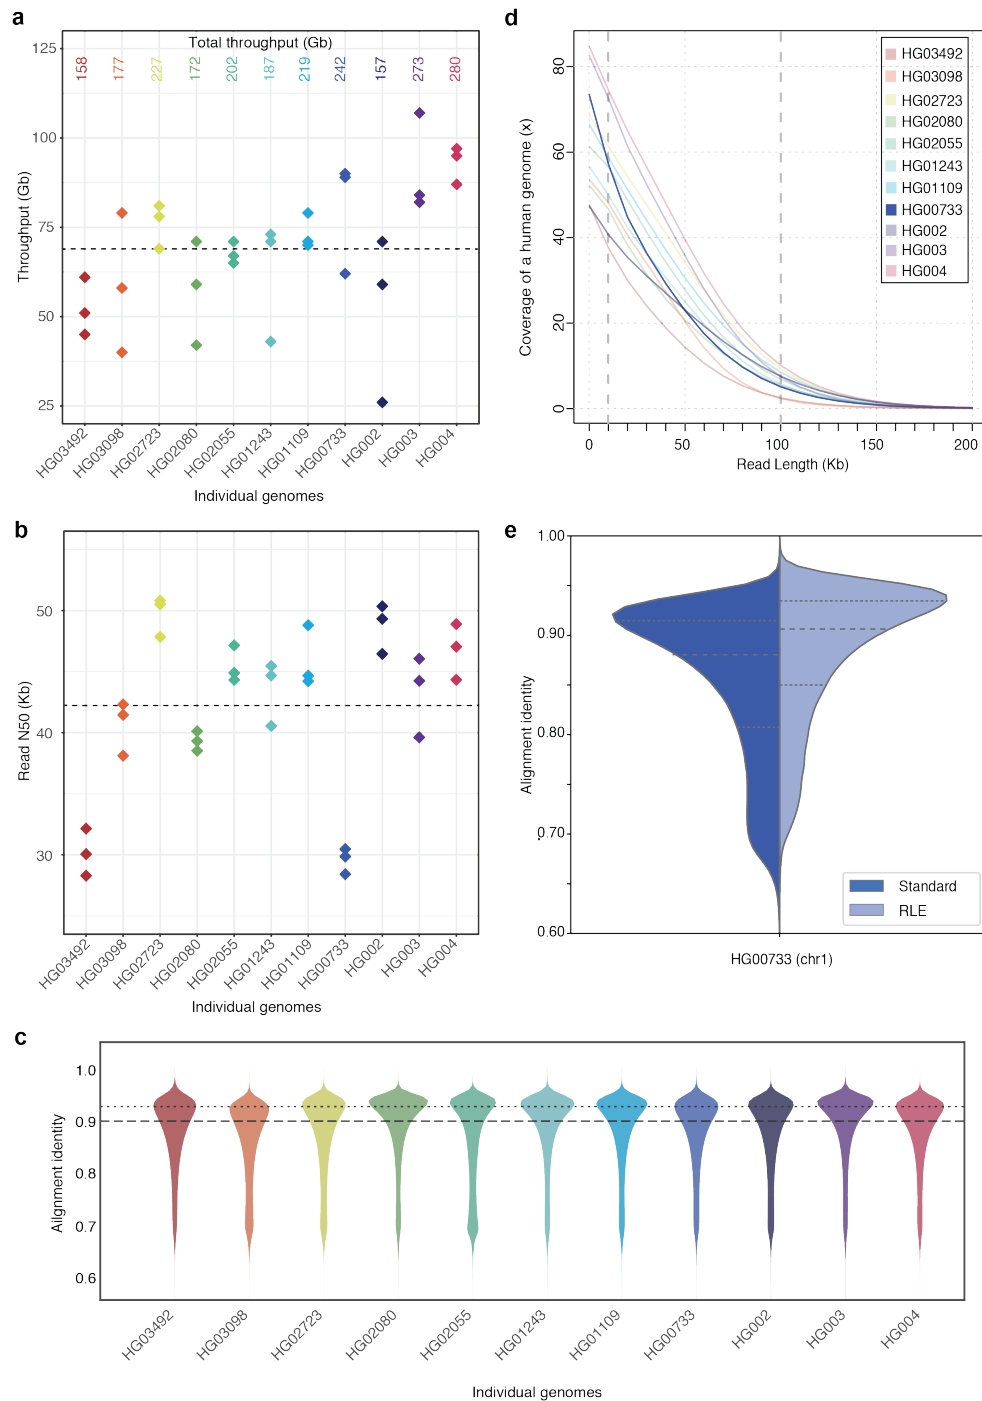 a
Total throughput (Gb)
158 177 227 172 202 187 219 242 157 273 280
125
100
75
50
25
Throughput (Gb)
HG03492 HG03098 HG02723 HG02080 HG02055 HG01243 HG01109 HG00733 HG002 HG003 HG004
Individual genomes
d
80
60
40
20
0
Coverage of a human genome (x)
HG03492
HG03098
HG02723
HG02080
HG02055
HG01243
HG01109
HG00733
HG002
HG003
HG004
0 50 100 150 200
Read Length (Kb)
b
50
40
30
Read N50 (Kb)
HG03492 HG03098 HG02723 HG02080 HG02055 HG01243 HG01109 HG00733 HG002 HG003 HG004
Individual genomes
e
1.00
0.90
0.80
0.70
0.60
Alignment identity
Standard
RLE
HG00733 (chr1)
c
1.0
0.9
0.8
0.7
0.6
Ailgnment identity
HG03492 HG03098 HG02723 HG02080 HG02055 HG01243 HG01109 HG00733 HG002 HG003 HG004
Individual genomes